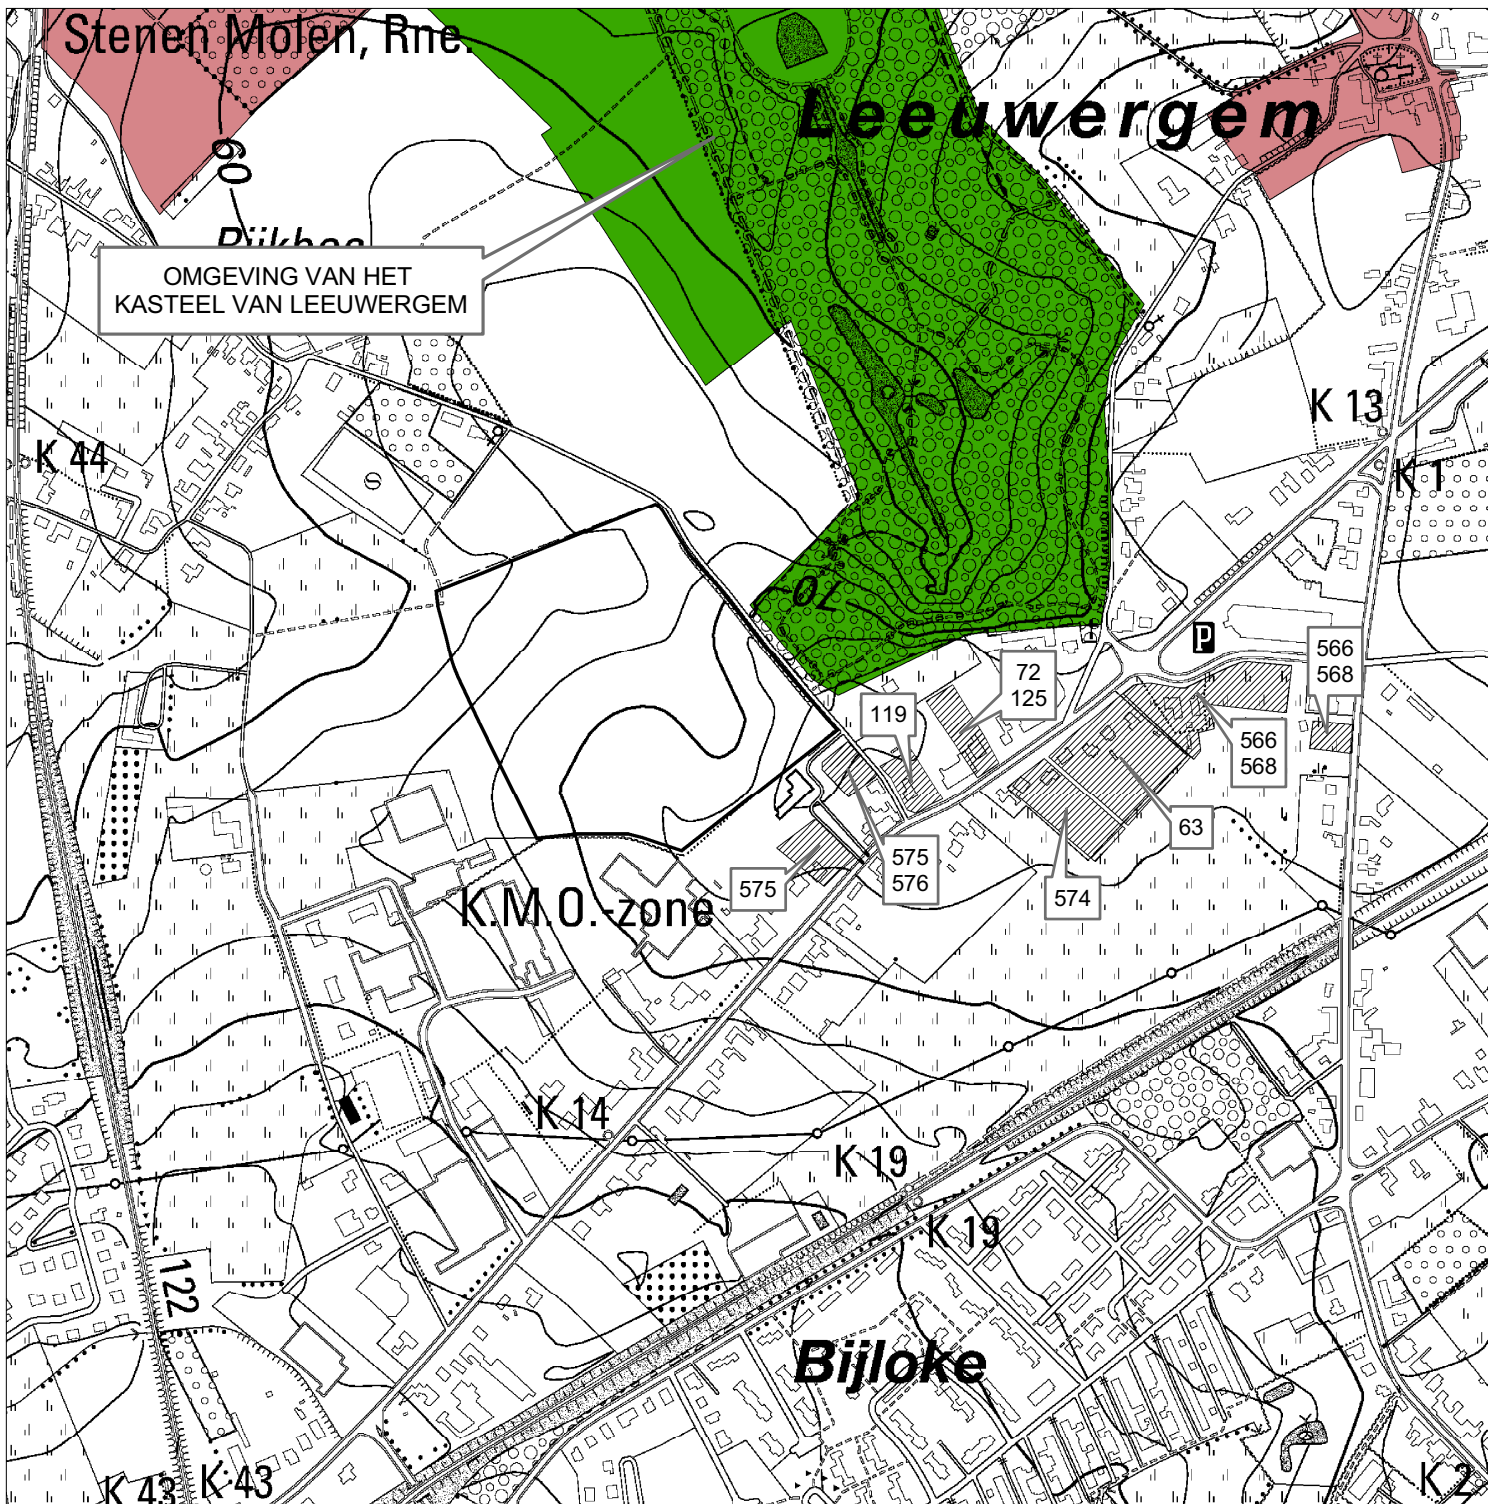 Stenen Molen, Rne.
Leeuwergem
60
OMGEVING VAN HET
KASTEEL VAN LEEUWERGEM
K 13
K 44
K 1
70
P
566
568
72
125
119
566
568
63
575
576
575
574
K.M.O.-zone
K 14
K 19
K 19
122
Bijloke
K 43
K 43
K 2